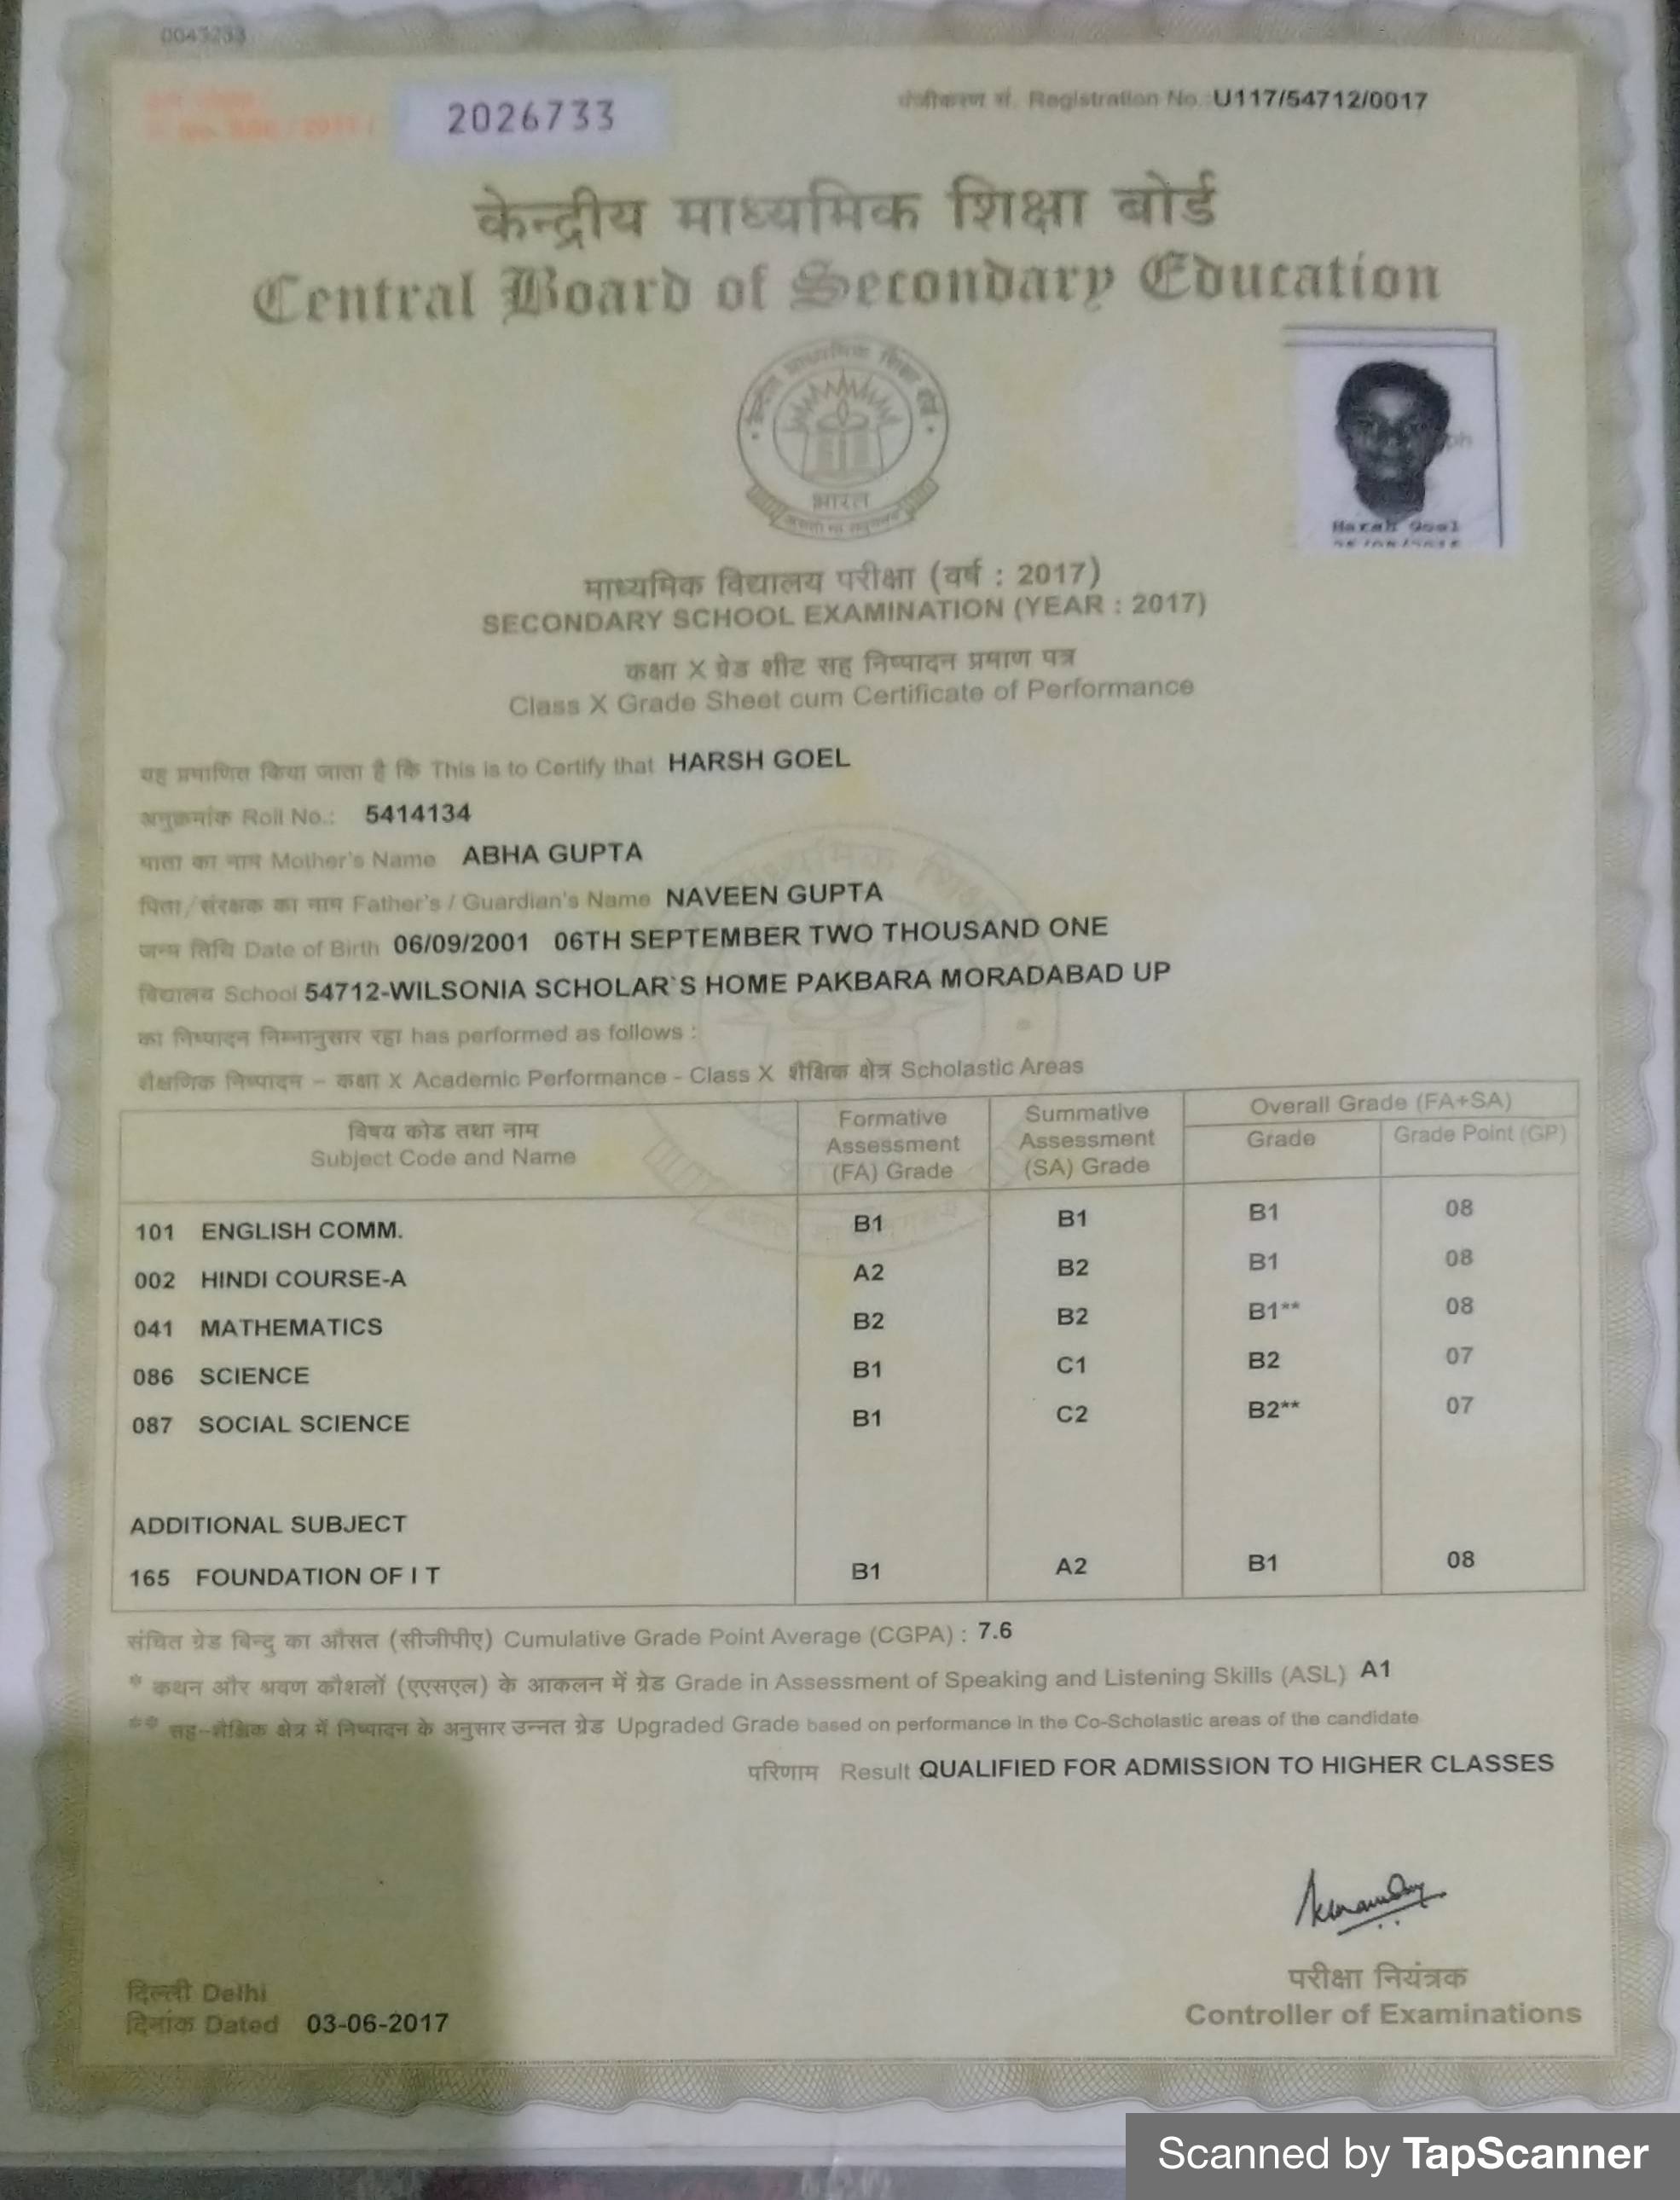 0043233
2026733
पंजीकरण सं. Registration No. U117/54712/0017
केन्द्रीय माध्यमिक शिक्षा बोर्ड
Central Board of Secondary Education
भारत
Harsh Goel
माध्यमिक विद्यालय परीक्षा (वर्ष : 2017)
SECONDARY SCHOOL EXAMINATION (YEAR : 2017)
कक्षा X ग्रेड शीट सह निष्पादन प्रमाण पत्र
Class X Grade Sheet cum Certificate of Performance
यह प्रमाणित किया जाता है कि This is to Certify that HARSH GOEL
अनुक्रमांक Roll No.: 5414134
माता का नाम Mother's Name ABHA GUPTA
पिता/संरक्षक का नाम Father's / Guardian's Name NAVEEN GUPTA
जन्म तिथि Date of Birth 06/09/2001 06TH SEPTEMBER TWO THOUSAND ONE
विद्यालय School 54712-WILSONIA SCHOLAR`S HOME PAKBARA MORADABAD UP
का निष्पादन निम्नानुसार रहा has performed as follows :
शैक्षणिक निष्पादन – कक्षा X Academic Performance - Class X शैक्षिक क्षेत्र Scholastic Areas
विषय कोड तथा नाम
Subject Code and Name
Formative
Assessment
(FA) Grade
Summative
Assessment
(SA) Grade
Overall Grade (FA+SA)
Grade
Grade Point (GP)
101 ENGLISH COMM. B1 B1 B1 08
002 HINDI COURSE-A A2 B2 B1 08
041 MATHEMATICS B2 B2 B1** 08
086 SCIENCE B1 C1 B2 07
087 SOCIAL SCIENCE B1 C2 B2** 07
ADDITIONAL SUBJECT
165 FOUNDATION OF I T B1 A2 B1 08
संचित ग्रेड बिन्दु का औसत (सीजीपीए) Cumulative Grade Point Average (CGPA) : 7.6
* कथन और श्रवण कौशलों (एएसएल) के आकलन में ग्रेड Grade in Assessment of Speaking and Listening Skills (ASL) A1
** सह-शैक्षिक क्षेत्र में निष्पादन के अनुसार उन्नत ग्रेड Upgraded Grade based on performance in the Co-Scholastic areas of the candidate
परिणाम Result QUALIFIED FOR ADMISSION TO HIGHER CLASSES
परीक्षा नियंत्रक
Controller of Examinations
दिल्ली Delhi
दिनांक Dated 03-06-2017
Scanned by TapScanner